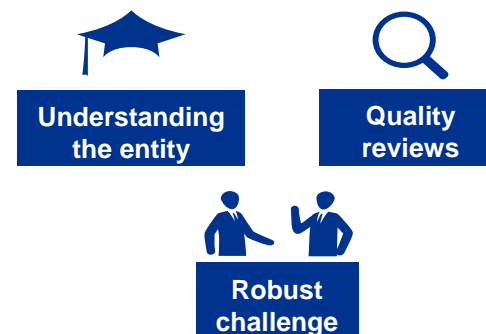 Understanding
the entity
Quality
reviews
Robust
challenge